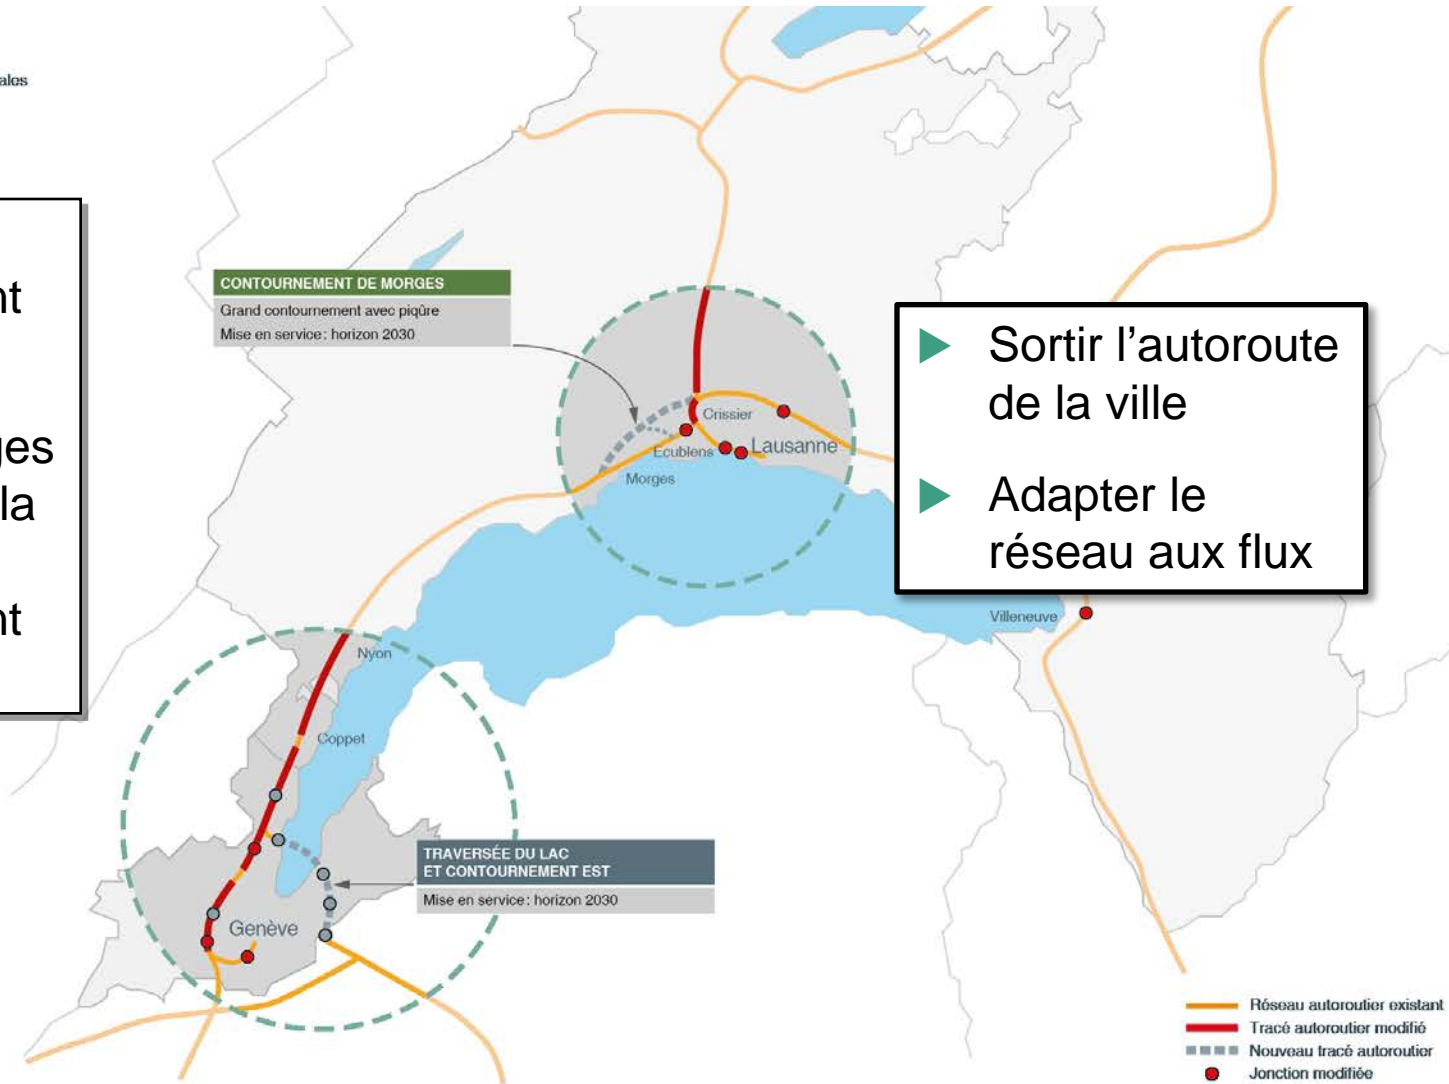 CONTOURNEMENT DE MORGES
Grand contournement avec piqûre
Mise en service: horizon 2030
Sortir l’autoroute
de la ville
Adapter le
réseau aux flux
Crissier
Ecublens
Lausanne
Morges
Villeneuve
Nyon
Coppet
TRAVERSÉE DU LAC
ET CONTOURNEMENT EST
Mise en service: horizon 2030
Genève
la
Réseau autoroutier existant
Tracé autoroutier modifié
Nouveau tracé autoroutier
Jonction modifiée